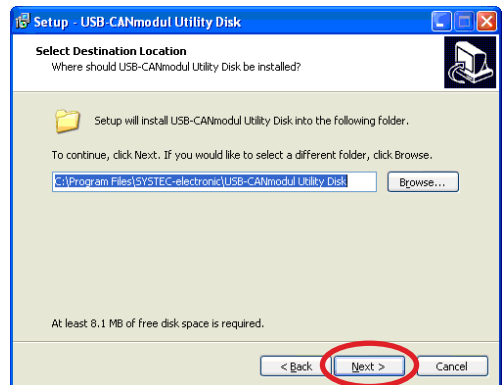 Setup - USB-CANmodul Utility Disk
Select Destination Location
Where should USB-CANmodul Utility Disk be installed?
Setup will install USB-CANmodul Utility Disk into the following folder.
To continue, click Next. If you would like to select a different folder, click Browse.
C:\Program Files\SYSTEC-electronic\USB-CANmodul Utility Disk
Browse...
At least 8.1 MB of free disk space is required.
< Back
Next >
Cancel